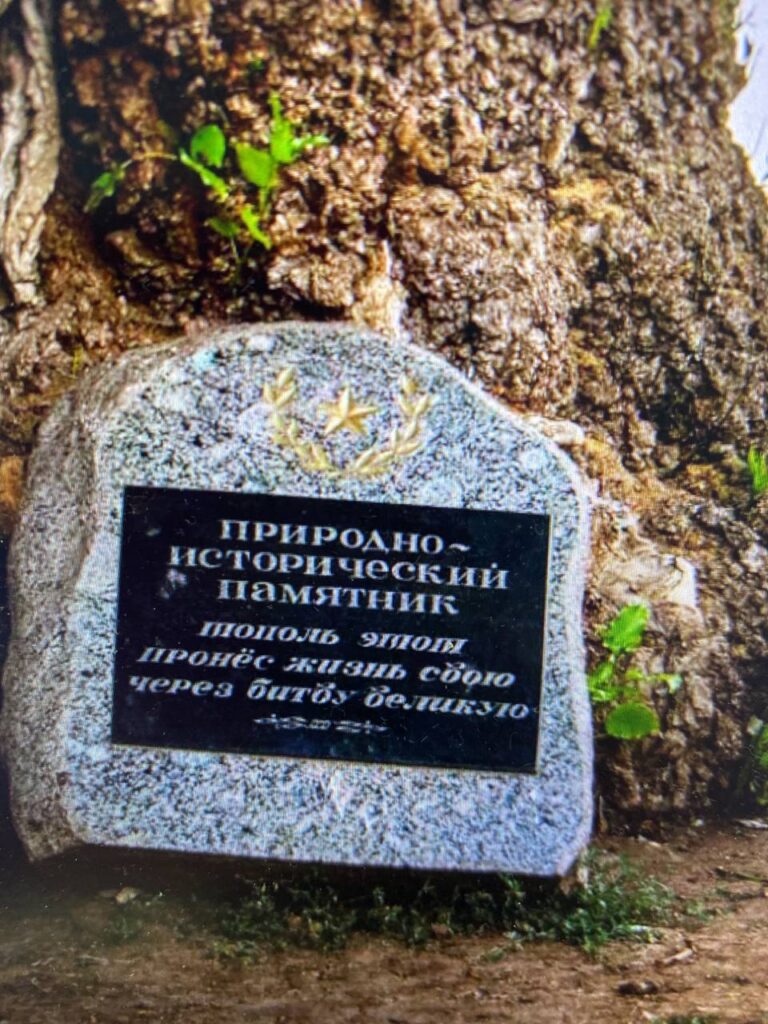 ПРИРОДНО~
ИСТОРИЧЕСКИЙ
ПАМЯТНИК
тополь этот
пронёс жизнь свою
через битву великую